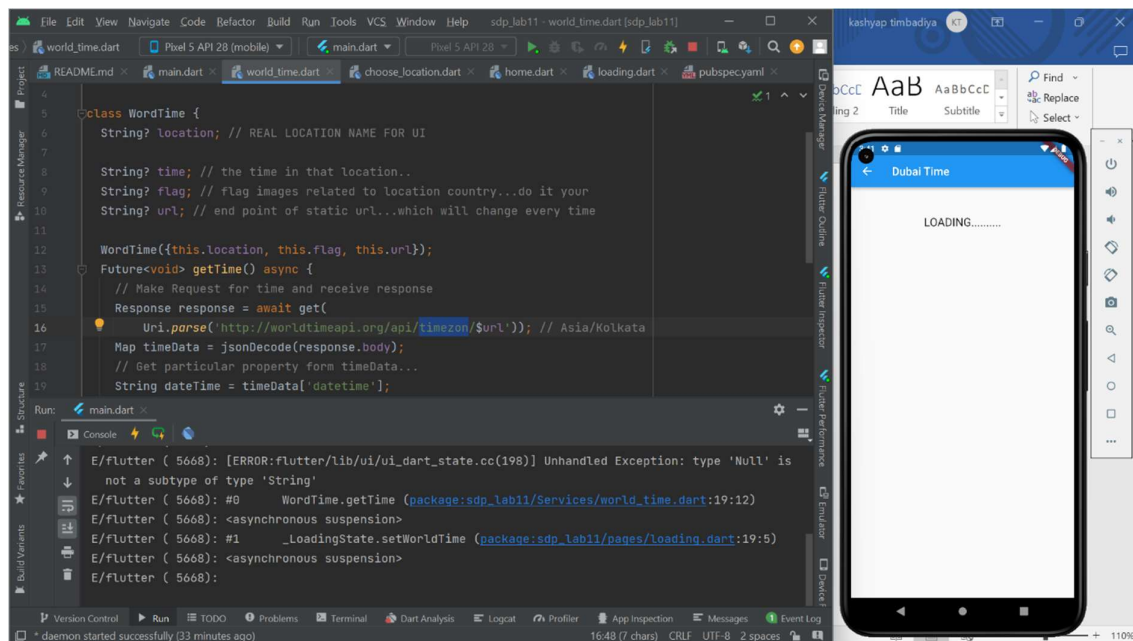 File Edit View Navigate Code Refactor Build Run Tools VCS Window Help sdp_lab11 - world_time.dart [sdp_lab11]
kashyap timbadiya KT
world_time.dart Pixel 5 API 28 (mobile) main.dart Pixel 5 API 28
README.md main.dart world_time.dart choose_location.dart home.dart loading.dart pubspec.yaml
4
5 class WordTime {
6 String? location; // REAL LOCATION NAME FOR UI
7
8 String? time; // the time in that location..
9 String? flag; // flag images related to location country...do it your
10 String? url; // end point of static url...which will change every time
11
12 WordTime({this.location, this.flag, this.url});
13 Future<void> getTime() async {
14 // Make Request for time and receive response
15 Response response = await get(
16 Uri.parse('http://worldtimeapi.org/api/timezon/$url')); // Asia/Kolkata
17 Map timeData = jsonDecode(response.body);
18 // Get particular property form timeData...
19 String dateTime = timeData['datetime'];
1
Project
Resource Manager
Structure
Favorites
Build Variants
Device Manager
Flutter Outline
Flutter Inspector
Flutter Performance
Emulator
Run: main.dart
Console
E/flutter ( 5668): [ERROR:flutter/lib/ui/ui_dart_state.cc(198)] Unhandled Exception: type 'Null' is
not a subtype of type 'String'
E/flutter ( 5668): #0 WordTime.getTime (package:sdp_lab11/Services/world_time.dart:19:12)
E/flutter ( 5668): <asynchronous suspension>
E/flutter ( 5668): #1 _LoadingState.setWorldTime (package:sdp_lab11/pages/loading.dart:19:5)
E/flutter ( 5668): <asynchronous suspension>
E/flutter ( 5668):
Version Control Run TODO Problems Terminal Dart Analysis Logcat Profiler App Inspection Messages 1 Event Log
* daemon started successfully (33 minutes ago) 16:48 (7 chars) CRLF UTF-8 2 spaces
AaB AaBbCcD
Title Subtitle
Find
Replace
Select
Dubai Time
LOADING..........
110%